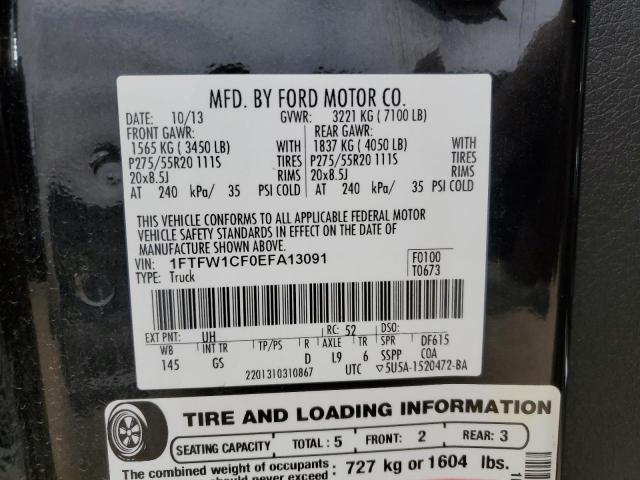 MFD. BY FORD MOTOR CO.
DATE: 10/13 GVWR: 3221 KG ( 7100 LB)
FRONT GAWR: REAR GAWR:
1565 KG ( 3450 LB) WITH 1837 KG ( 4050 LB) WITH
P275/55R20 111S TIRES P275/55R20 111S TIRES
20x8.5J RIMS 20x8.5J RIMS
AT 240 kPa/ 35 PSI COLD AT 240 kPa/ 35 PSI COLD
THIS VEHICLE CONFORMS TO ALL APPLICABLE FEDERAL MOTOR
VEHICLE SAFETY STANDARDS IN EFFECT ON THE DATE OF
MANUFACTURE SHOWN ABOVE.
VIN: 1FTFW1CF0EFA13091 F0100
TYPE: Truck T0673
EXT PNT: UH RC: 52 DSO:
WB INT TR TP/PS R AXLE TR SPR DF615
145 GS D L9 6 SSPP COA
2201310310867 UTC ▽5U5A-1520472-BA
TIRE AND LOADING INFORMATION
SEATING CAPACITY TOTAL: 5 FRONT: 2 REAR: 3
The combined weight of occupants 727 kg or 1604 lbs.